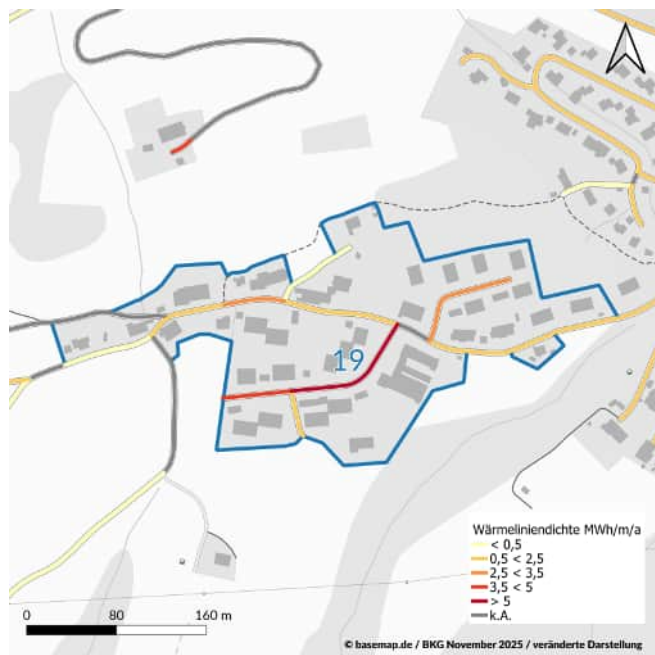 19
Wärmeliniendichte MWh/m/a
< 0,5
0,5 < 2,5
2,5 < 3,5
3,5 < 5
> 5
k.A.
0 80 160 m
© basemap.de / BKG November 2025 / veränderte Darstellung